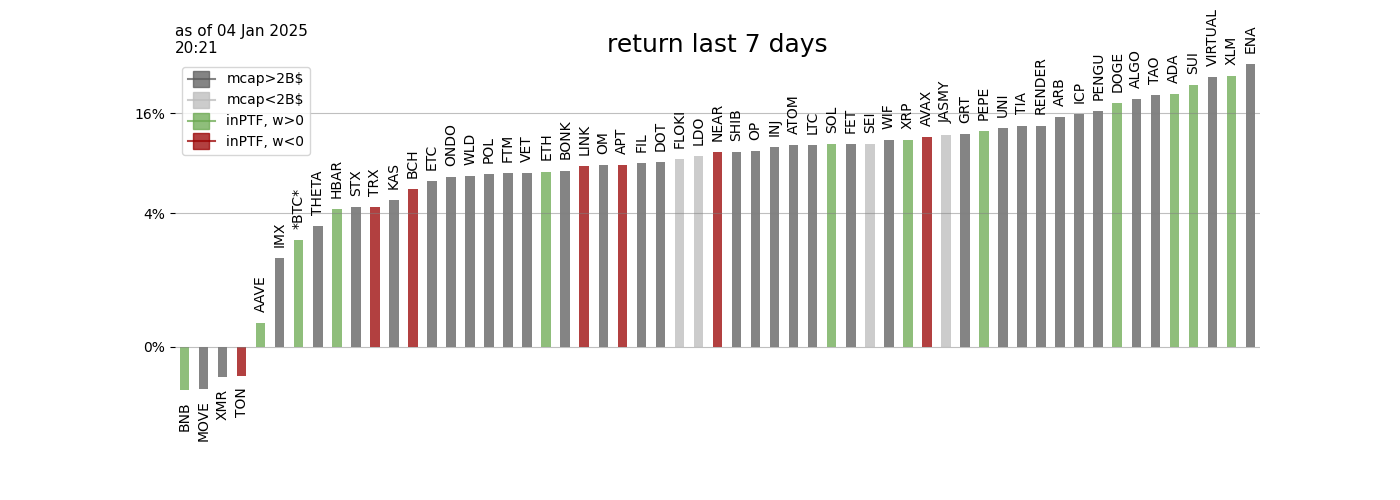 as of 04 Jan 2025
20:21
return last 7 days
mcap>2B$
mcap<2B$
inPTF, w>0
inPTF, w<0
16%
4%
0%
BNB
MOVE
XMR
TON
AAVE
IMX
*BTC*
THETA
HBAR
STX
TRX
KAS
BCH
ETC
ONDO
WLD
POL
FTM
VET
ETH
BONK
LINK
OM
APT
FIL
DOT
FLOKI
LDO
NEAR
SHIB
OP
INJ
ATOM
LTC
SOL
FET
SEI
WIF
XRP
AVAX
JASMY
GRT
PEPE
UNI
TIA
RENDER
ARB
ICP
PENGU
DOGE
ALGO
TAO
ADA
SUI
VIRTUAL
XLM
ENA